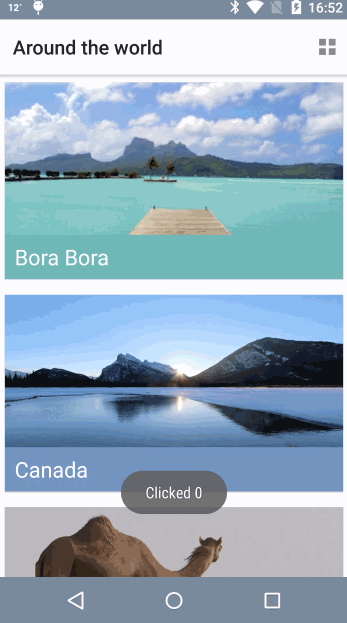 12° 16:52
Around the world
Bora Bora
Canada
Clicked 0